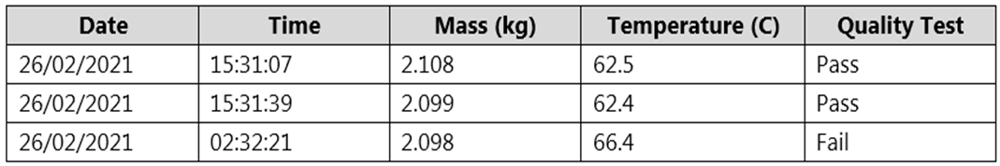 Date Time Mass (kg) Temperature (C) Quality Test
26/02/2021 15:31:07 2.108 62.5 Pass
26/02/2021 15:31:39 2.099 62.4 Pass
26/02/2021 02:32:21 2.098 66.4 Fail